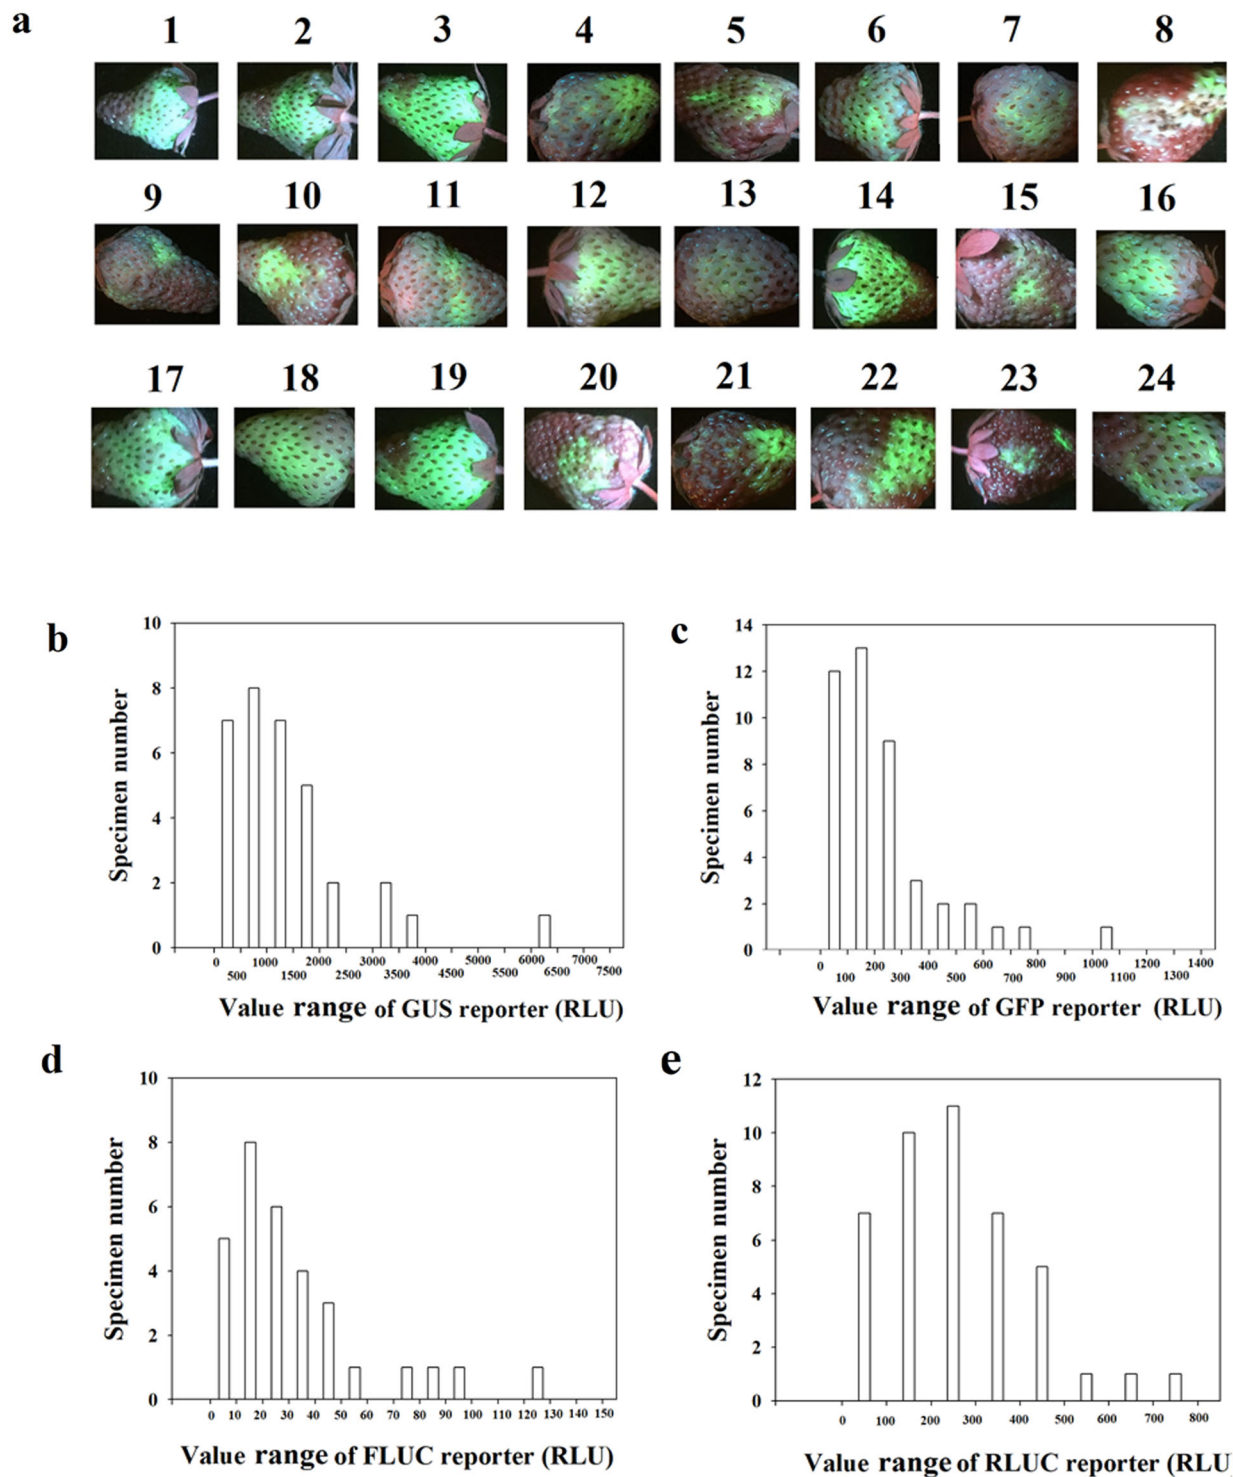 a
1 2 3 4 5 6 7 8
9 10 11 12 13 14 15 16
17 18 19 20 21 22 23 24
b
10
8
6
4
2
0
Specimen number
0 1000 2000 3000 4000 5000 6000 7000
500 1500 2500 3500 4500 5500 6500 7500
Value range of GUS reporter (RLU)
c
14
12
10
8
6
4
2
0
Specimen number
0 200 400 600 800 1000 1200 1400
100 300 500 700 900 1100 1300
Value range of GFP reporter (RLU)
d
10
8
6
4
2
0
Specimen number
0 10 20 30 40 50 60 70 80 90 100 110 120 130 140 150
Value range of FLUC reporter (RLU)
e
12
10
8
6
4
2
0
Specimen number
0 100 200 300 400 500 600 700 800
Value range of RLUC reporter (RLU